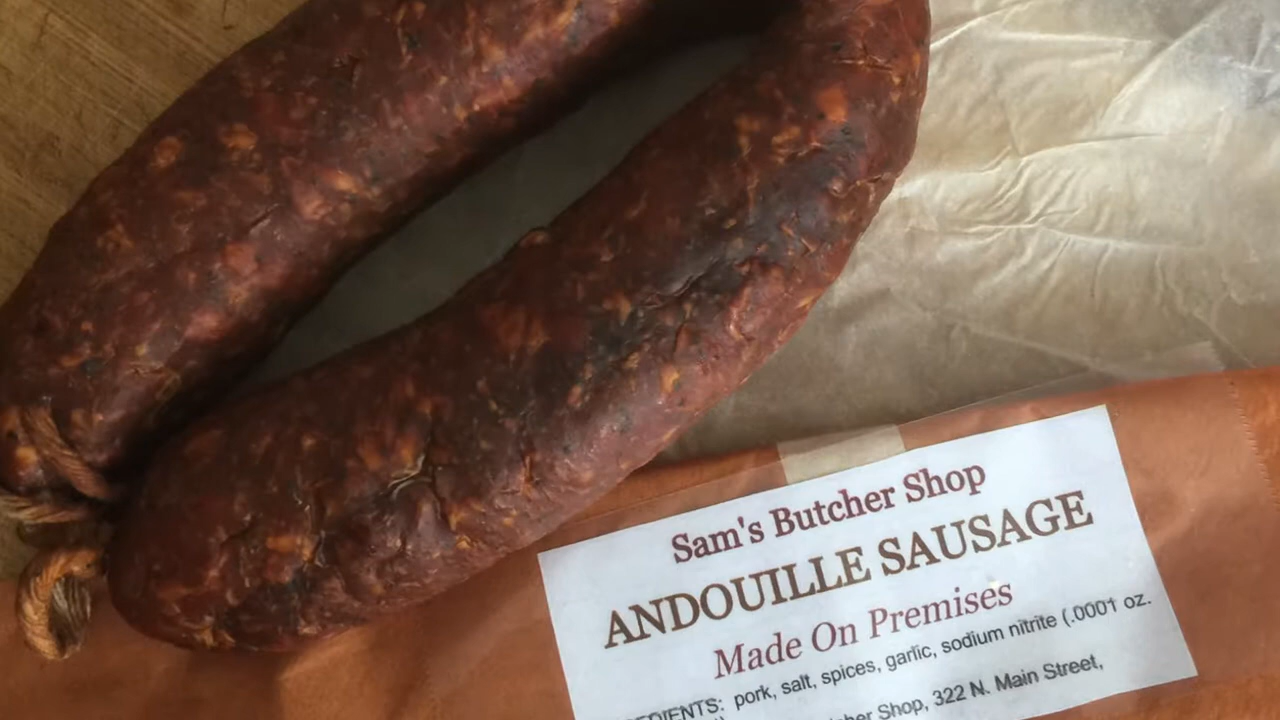 Sam's Butcher Shop
ANDOUILLE SAUSAGE
Made On Premises
pork, salt, spices, garlic, sodium nitrite (.0001 oz.
Shop, 322 N. Main Street,